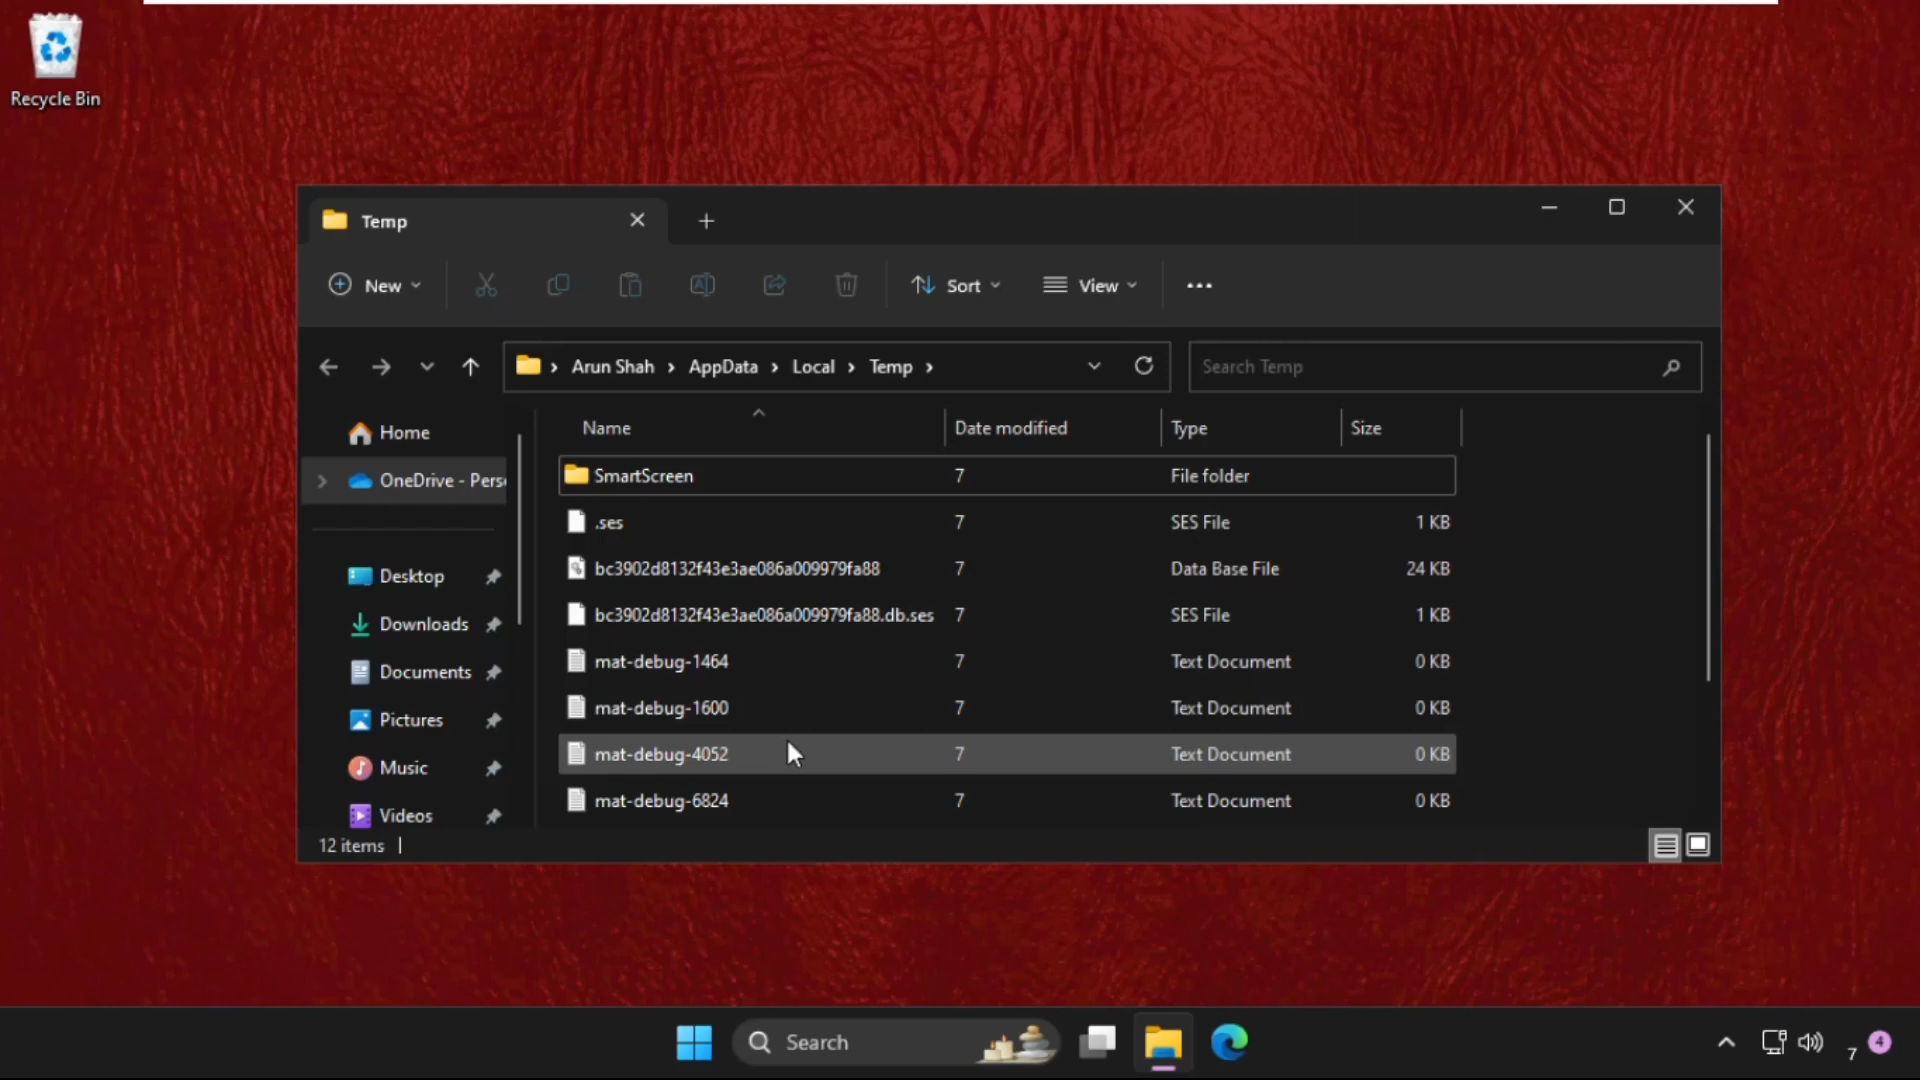 Recycle Bin
Temp
New
Sort
View
Arun Shah
AppData
Local
Temp
Search Temp
Home
OneDrive - Pers
Desktop
Downloads
Documents
Pictures
Music
Videos
Name Date modified Type Size
SmartScreen 7 File folder
.ses 7 SES File 1 KB
bc3902d8132f43e3ae086a009979fa88 7 Data Base File 24 KB
bc3902d8132f43e3ae086a009979fa88.db.ses 7 SES File 1 KB
mat-debug-1464 7 Text Document 0 KB
mat-debug-1600 7 Text Document 0 KB
mat-debug-4052 7 Text Document 0 KB
mat-debug-6824 7 Text Document 0 KB
12 items
Search
7
4